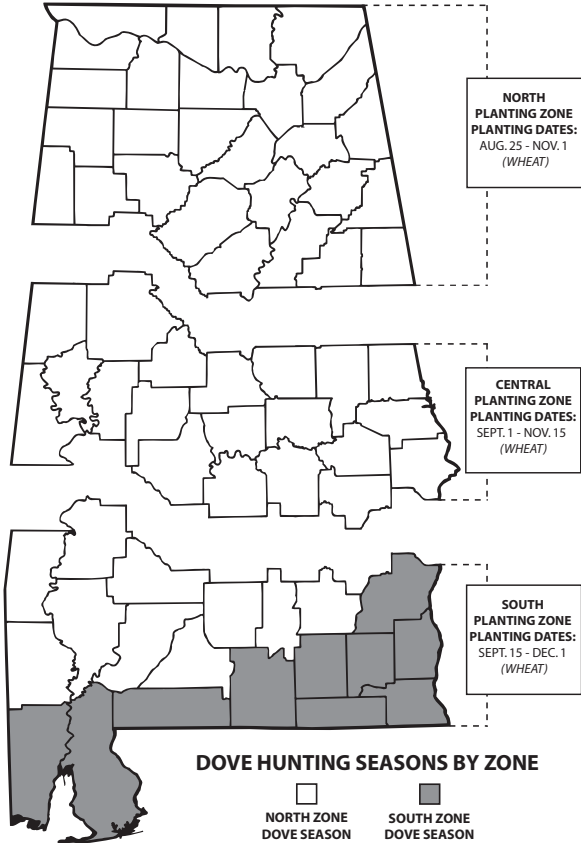 NORTH
PLANTING ZONE
PLANTING DATES:
AUG. 25 - NOV. 1
(WHEAT)
CENTRAL
PLANTING ZONE
PLANTING DATES:
SEPT. 1 - NOV. 15
(WHEAT)
SOUTH
PLANTING ZONE
PLANTING DATES:
SEPT. 15 - DEC. 1
(WHEAT)
DOVE HUNTING SEASONS BY ZONE
NORTH ZONE
DOVE SEASON
SOUTH ZONE
DOVE SEASON